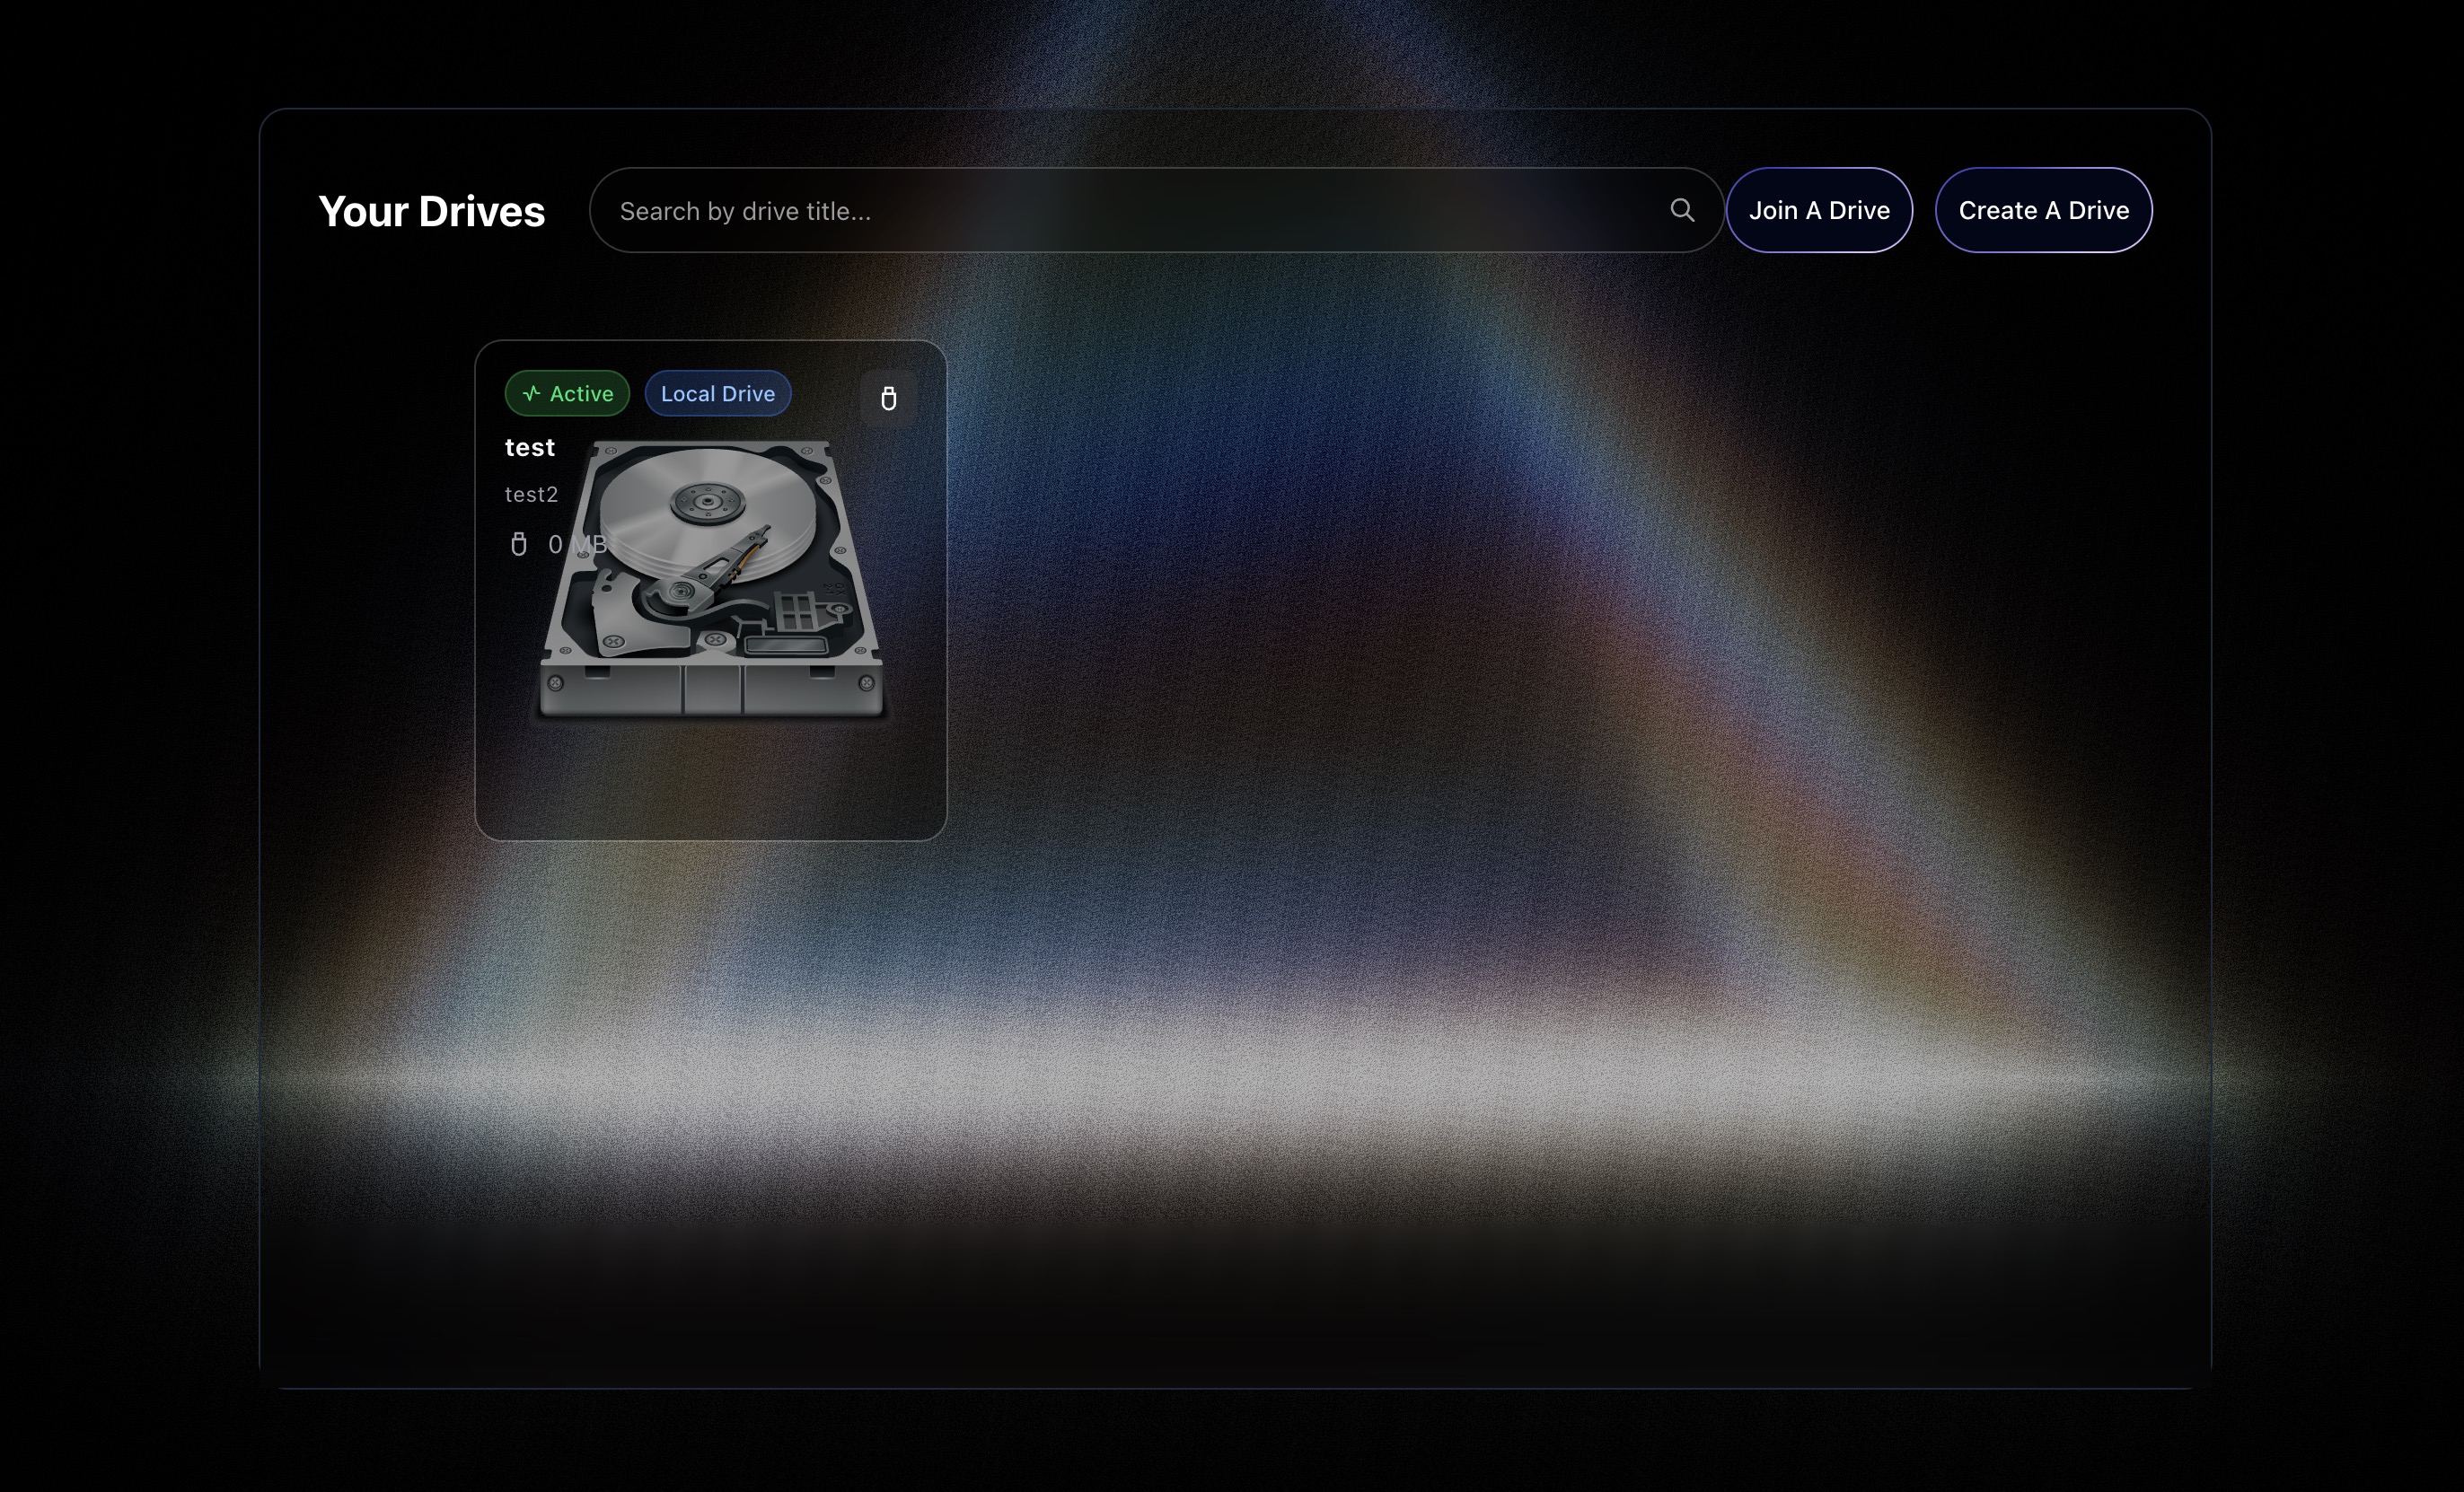 Your Drives
Search by drive title...
Join A Drive
Create A Drive
Active
Local Drive
test
test2
0 MB